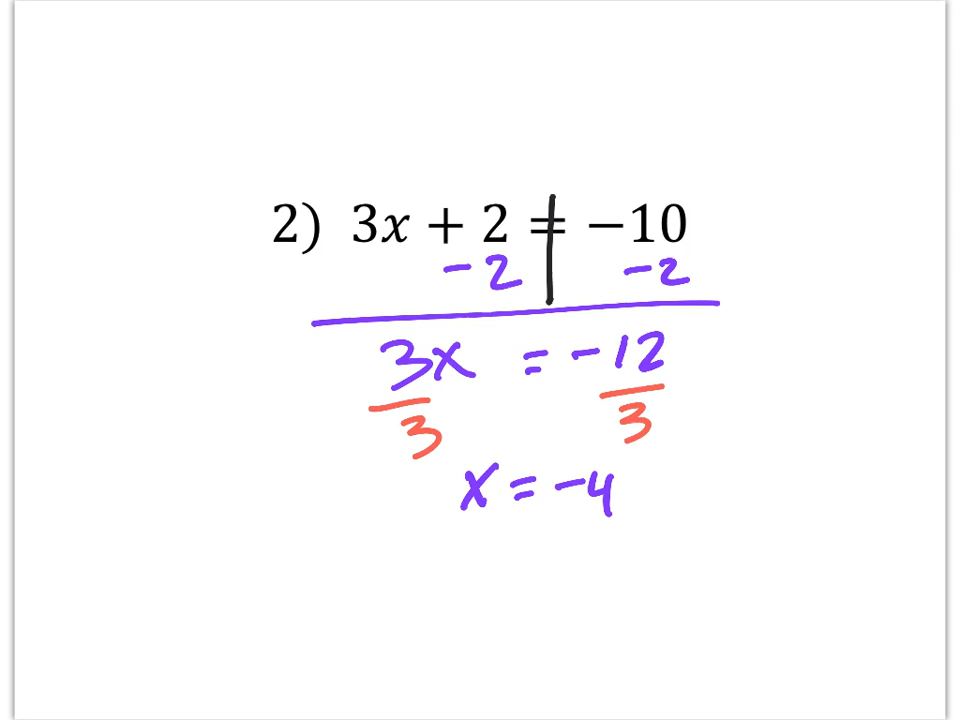 2) 3x + 2 = −10
-2 -2
3x = -12
3 3
x = -4